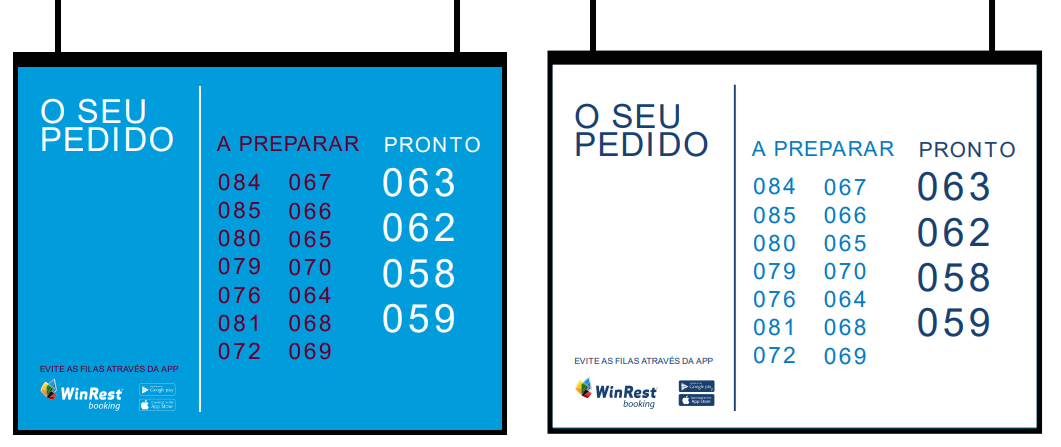 O SEU
PEDIDO
A PREPARAR PRONTO
084 067 063
085 066
080 065 062
079 070 058
076 064
081 068 059
072 069
EVITE AS FILAS ATRAVÉS DA APP
WinRest
booking
Google play
App Store
O SEU
PEDIDO
A PREPARAR PRONTO
084 067 063
085 066
080 065 062
079 070 058
076 064
081 068 059
072 069
EVITE AS FILAS ATRAVÉS DA APP
WinRest
booking
Google play
App Store